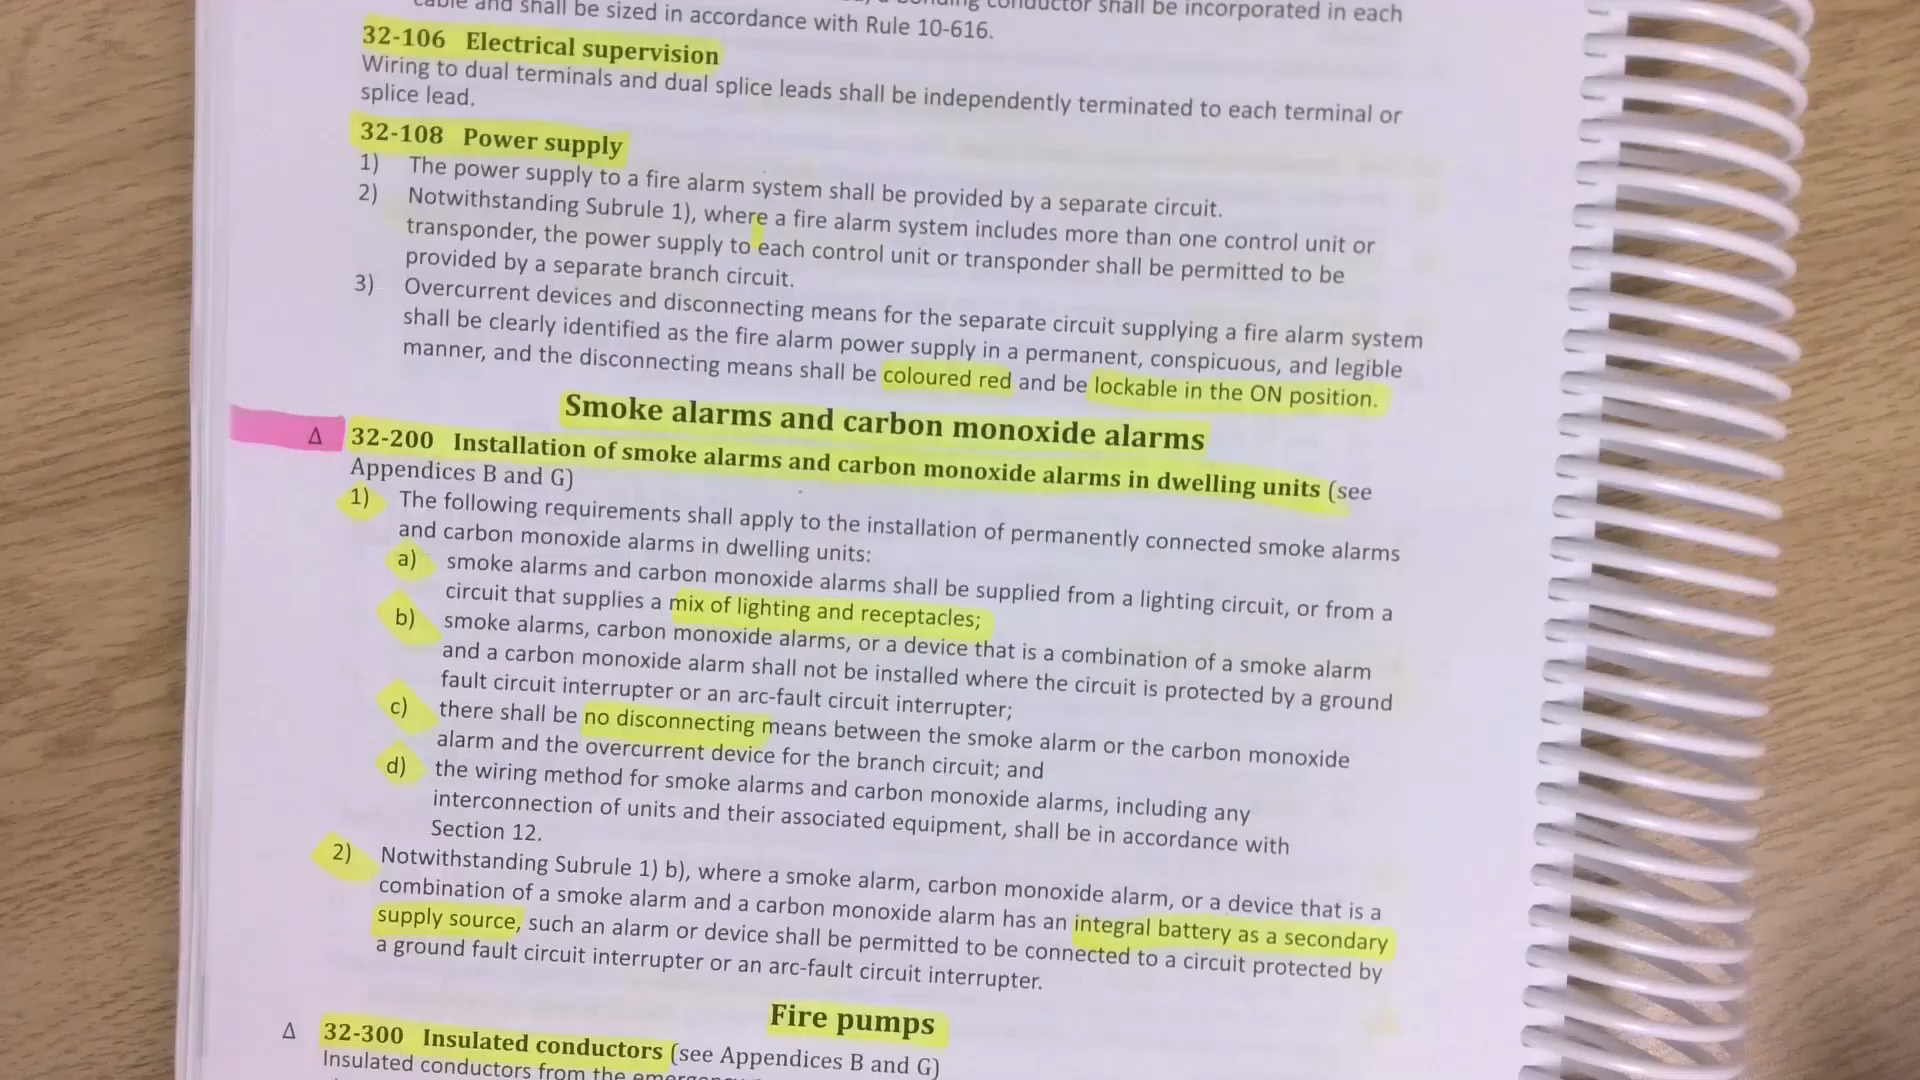 cable and shall be sized in accordance with Rule 10-616. conductor shall be incorporated in each
32-106 Electrical supervision
Wiring to dual terminals and dual splice leads shall be independently terminated to each terminal or
splice lead.
32-108 Power supply
1) The power supply to a fire alarm system shall be provided by a separate circuit.
2) Notwithstanding Subrule 1), where a fire alarm system includes more than one control unit or
transponder, the power supply to each control unit or transponder shall be permitted to be
provided by a separate branch circuit.
3) Overcurrent devices and disconnecting means for the separate circuit supplying a fire alarm system
shall be clearly identified as the fire alarm power supply in a permanent, conspicuous, and legible
manner, and the disconnecting means shall be coloured red and be lockable in the ON position.
Smoke alarms and carbon monoxide alarms
Δ 32-200 Installation of smoke alarms and carbon monoxide alarms in dwelling units (see
Appendices B and G)
1) The following requirements shall apply to the installation of permanently connected smoke alarms
and carbon monoxide alarms in dwelling units:
a) smoke alarms and carbon monoxide alarms shall be supplied from a lighting circuit, or from a
circuit that supplies a mix of lighting and receptacles;
b) smoke alarms, carbon monoxide alarms, or a device that is a combination of a smoke alarm
and a carbon monoxide alarm shall not be installed where the circuit is protected by a ground
fault circuit interrupter or an arc-fault circuit interrupter;
c) there shall be no disconnecting means between the smoke alarm or the carbon monoxide
alarm and the overcurrent device for the branch circuit; and
d) the wiring method for smoke alarms and carbon monoxide alarms, including any
interconnection of units and their associated equipment, shall be in accordance with
Section 12.
2) Notwithstanding Subrule 1) b), where a smoke alarm, carbon monoxide alarm, or a device that is a
combination of a smoke alarm and a carbon monoxide alarm has an integral battery as a secondary
supply source, such an alarm or device shall be permitted to be connected to a circuit protected by
a ground fault circuit interrupter or an arc-fault circuit interrupter.
Fire pumps
Δ 32-300 Insulated conductors (see Appendices B and G)
Insulated conductors from the